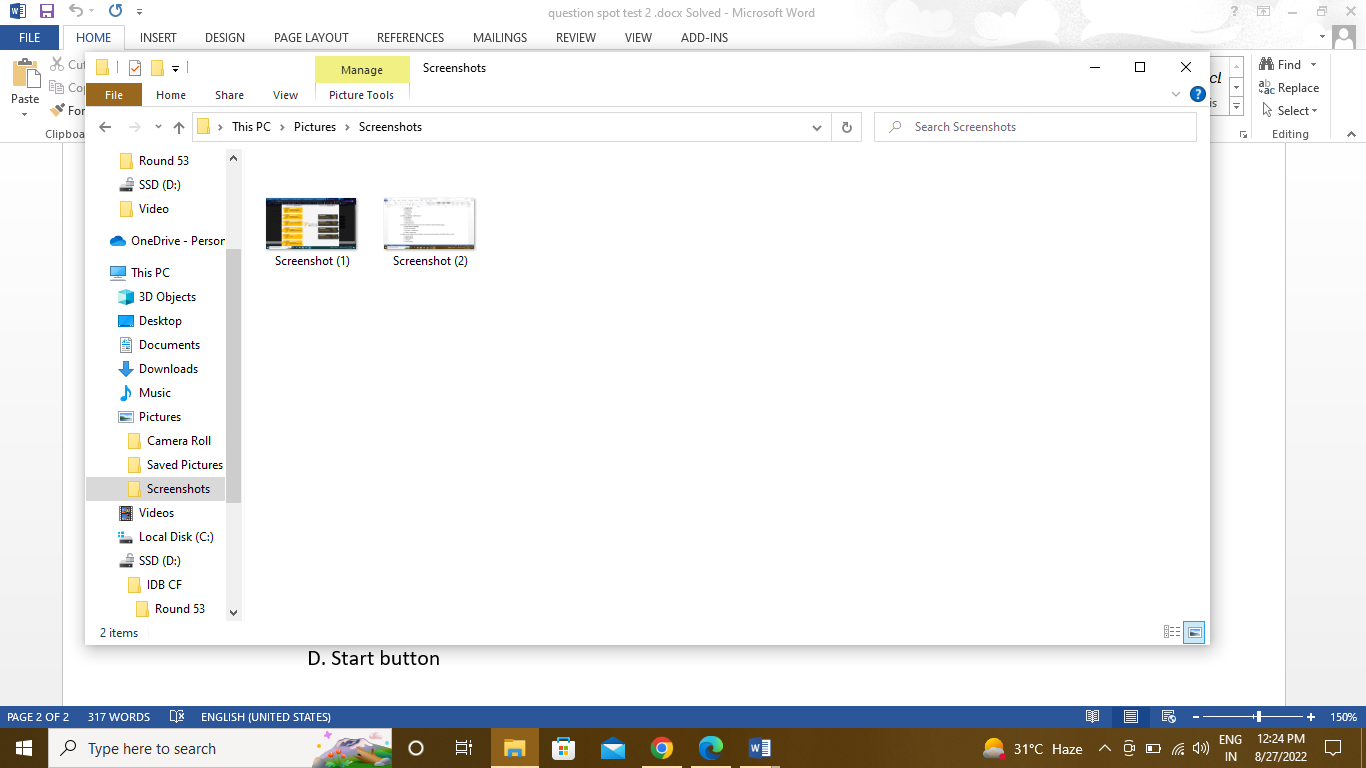 question spot test 2 .docx Solved - Microsoft Word
FILE HOME INSERT DESIGN PAGE LAYOUT REFERENCES MAILINGS REVIEW VIEW ADD-INS
Paste
Cu
Co
For
Clipboa
Find
Replace
Select
Editing
Manage
Screenshots
File Home Share View Picture Tools
This PC > Pictures > Screenshots
Search Screenshots
Round 53
SSD (D:)
Video
OneDrive - Person
This PC
3D Objects
Desktop
Documents
Downloads
Music
Pictures
Camera Roll
Saved Pictures
Screenshots
Videos
Local Disk (C:)
SSD (D:)
IDB CF
Round 53
Screenshot (1)
Screenshot (2)
2 items
D. Start button
PAGE 2 OF 2 317 WORDS ENGLISH (UNITED STATES) 150%
Type here to search
31°C Haze
ENG
IN
12:24 PM
8/27/2022